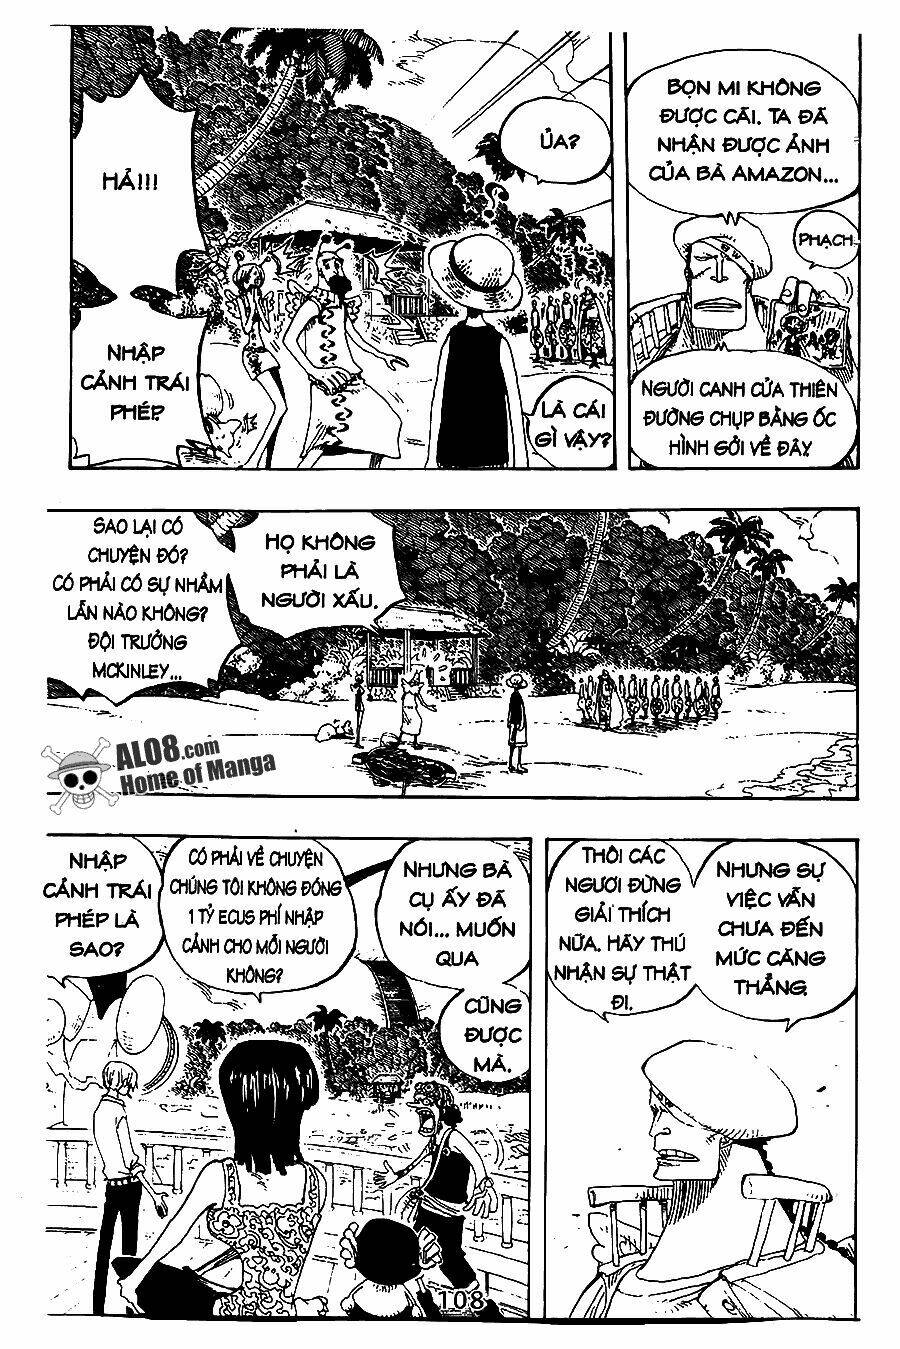 HẢ!!!
ỦA?
NHẬP
CẢNH TRÁI
PHÉP?
LÀ CÁI
GÌ VẬY?
BỌN MI KHÔNG
ĐƯỢC CÃI. TA ĐÃ
NHẬN ĐƯỢC ẢNH
CỦA BÀ AMAZON...
PHẠCH
NGƯỜI CANH CỬA THIÊN
ĐƯỜNG CHỤP BẰNG ỐC
HÌNH GỞI VỀ ĐÂY.
SAO LẠI CÓ
CHUYỆN ĐÓ?
CÓ PHẢI CÓ SỰ NHẦM
LẪN NÀO KHÔNG?
ĐỘI TRƯỞNG
MCKINLEY...
HỌ KHÔNG
PHẢI LÀ
NGƯỜI XẤU.
AL08.com
Home of Manga
NHẬP
CẢNH TRÁI
PHÉP LÀ
SAO?
CÓ PHẢI VỀ CHUYỆN
CHÚNG TÔI KHÔNG ĐÓNG
1 TỶ ECUS PHÍ NHẬP
CẢNH CHO MỖI NGƯỜI
KHÔNG?
NHƯNG BÀ
CỤ ẤY ĐÃ
NÓI... MUỐN
QUA
CŨNG
ĐƯỢC
MÀ.
THÔI CÁC
NGƯƠI ĐỪNG
GIẢI THÍCH
NỮA. HÃY THÚ
NHẬN SỰ THẬT
ĐI.
NHƯNG SỰ
VIỆC VẪN
CHƯA ĐẾN
MỨC CĂNG
THẲNG.
108